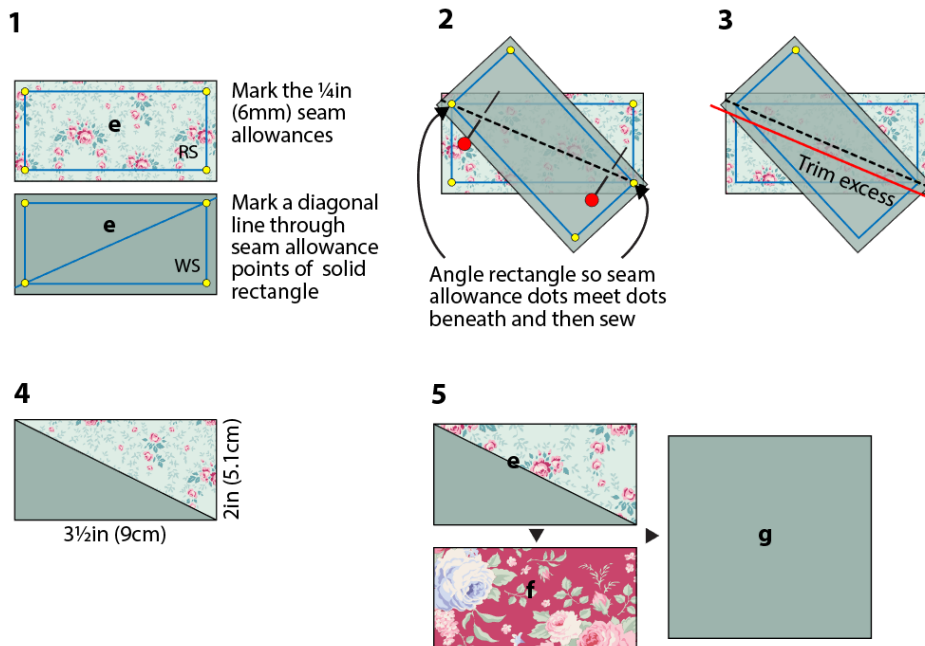 1
e
RS
Mark the ¼in
(6mm) seam
allowances
e
WS
Mark a diagonal
line through
seam allowance
points of solid
rectangle
2
Angle rectangle so seam
allowance dots meet dots
beneath and then sew
3
Trim excess
4
2in (5.1cm)
3½in (9cm)
5
e
f
g